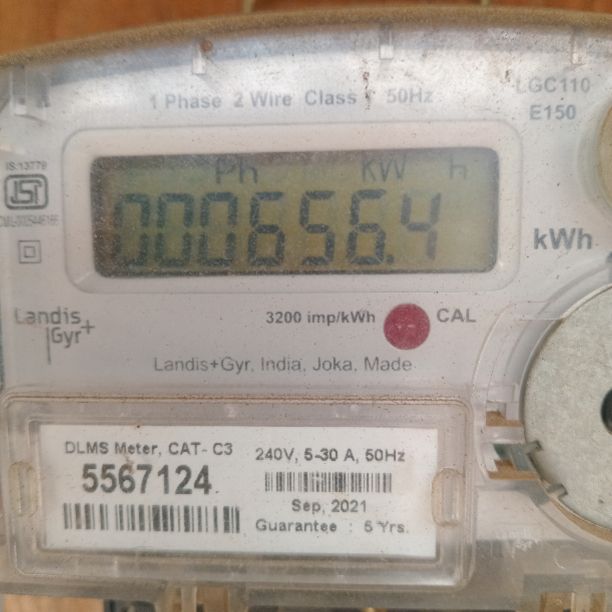 LGC110
1 Phase 2 Wire Class 1 50Hz
E150
IS:13779
Ph kW h
000656.4
kWh
Landis
Gyr+
3200 imp/kWh
CAL
Landis+Gyr, India, Joka, Made
DLMS Meter, CAT- C3
5567124
240V, 5-30 A, 50Hz
Sep, 2021
Guarantee : 5 Yrs.